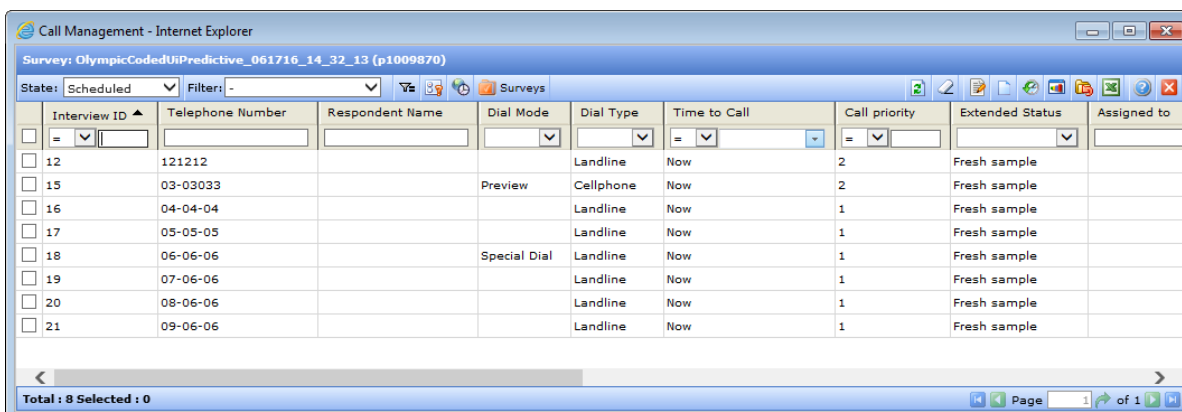 Call Management - Internet Explorer
Survey: OlympicCodedUiPredictive_061716_14_32_13 (p1009870)
State: Scheduled Filter: - Surveys
Interview ID Telephone Number Respondent Name Dial Mode Dial Type Time to Call Call priority Extended Status Assigned to
= = =
12 121212 Landline Now 2 Fresh sample
15 03-03033 Preview Cellphone Now 2 Fresh sample
16 04-04-04 Landline Now 1 Fresh sample
17 05-05-05 Landline Now 1 Fresh sample
18 06-06-06 Special Dial Landline Now 1 Fresh sample
19 07-06-06 Landline Now 1 Fresh sample
20 08-06-06 Landline Now 1 Fresh sample
21 09-06-06 Landline Now 1 Fresh sample
Total : 8 Selected : 0 Page 1 of 1